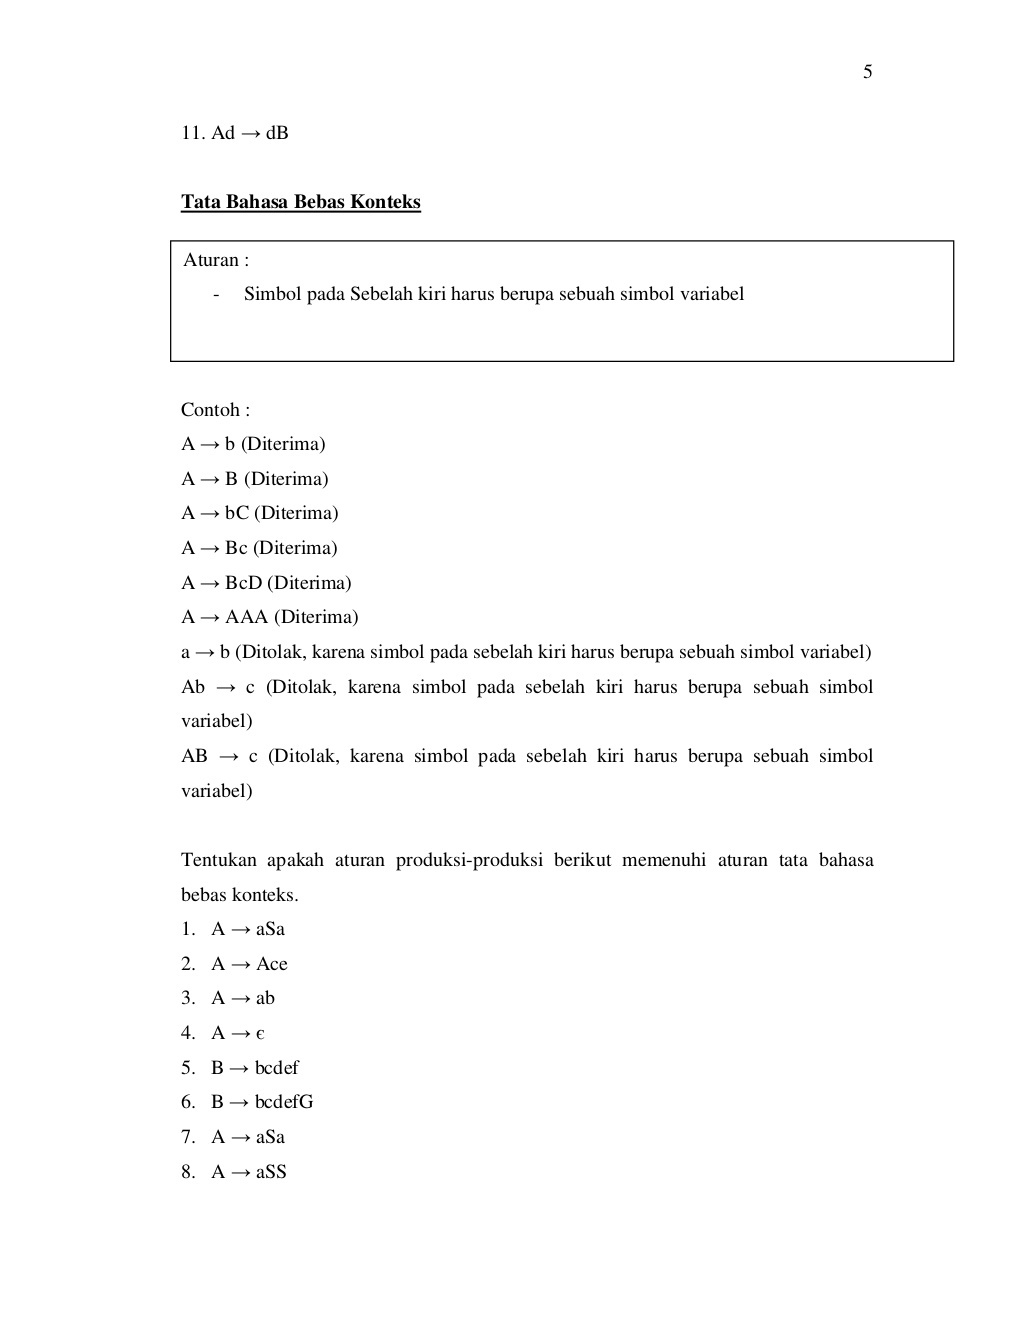 5
11. Ad → dB
Tata Bahasa Bebas Konteks
Aturan :
- Simbol pada Sebelah kiri harus berupa sebuah simbol variabel
Contoh :
A → b (Diterima)
A → B (Diterima)
A → bC (Diterima)
A → Bc (Diterima)
A → BcD (Diterima)
A → AAA (Diterima)
a → b (Ditolak, karena simbol pada sebelah kiri harus berupa sebuah simbol variabel)
Ab → c (Ditolak, karena simbol pada sebelah kiri harus berupa sebuah simbol
variabel)
AB → c (Ditolak, karena simbol pada sebelah kiri harus berupa sebuah simbol
variabel)
Tentukan apakah aturan produksi-produksi berikut memenuhi aturan tata bahasa
bebas konteks.
1. A → aSa
2. A → Ace
3. A → ab
4. A → є
5. B → bcdef
6. B → bcdefG
7. A → aSa
8. A → aSS